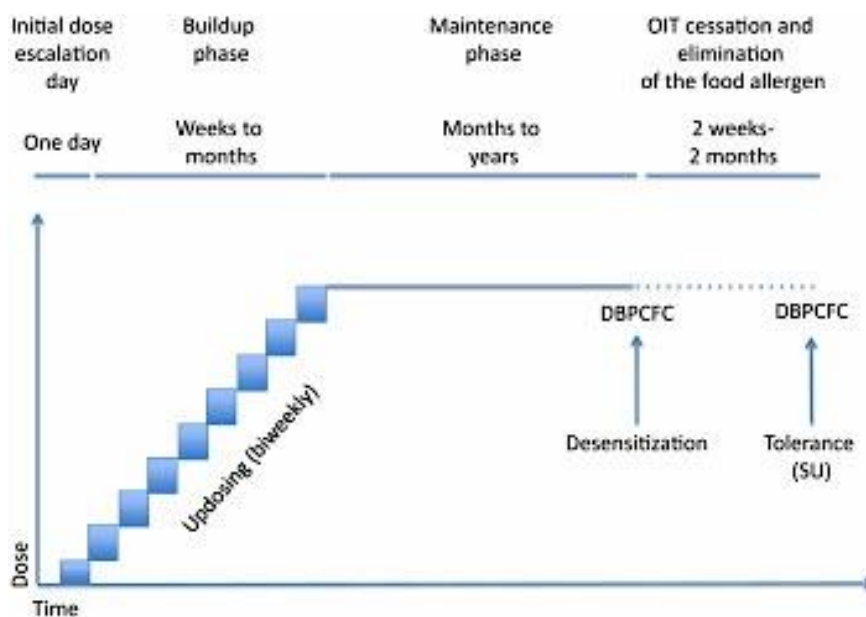 Initial dose
escalation
day
Buildup
phase
Maintenance
phase
OIT cessation and
elimination
of the food allergen
One day
Weeks to
months
Months to
years
2 weeks-
2 months
DBPCFC
DBPCFC
Updosing (biweekly)
Desensitization
Tolerance
(SU)
Dose
Time